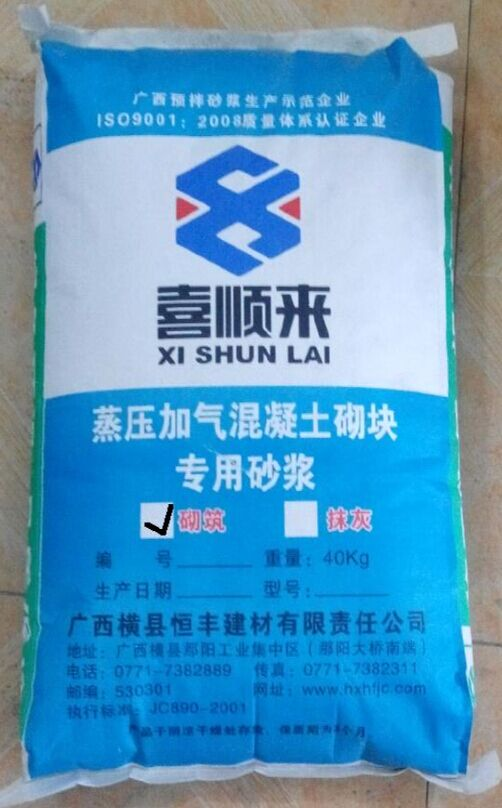 广西预拌砂浆生产示范企业
ISO9001：2008质量体系认证企业
喜顺来
XI SHUN LAI
蒸压加气混凝土砌块
专用砂浆
砌筑 抹灰
编 号______ 重量：40Kg
生产日期______ 型号：______
广西横县恒丰建材有限责任公司
地址：广西横县那阳工业集中区（那阳大桥南端）
电话：0771-7382889 传真：0771-7382311
邮编：530301 网址：www.hxhfjc.com
执行标准：JC890-2001
产品于阴凉干燥处存放，保质期为 个月